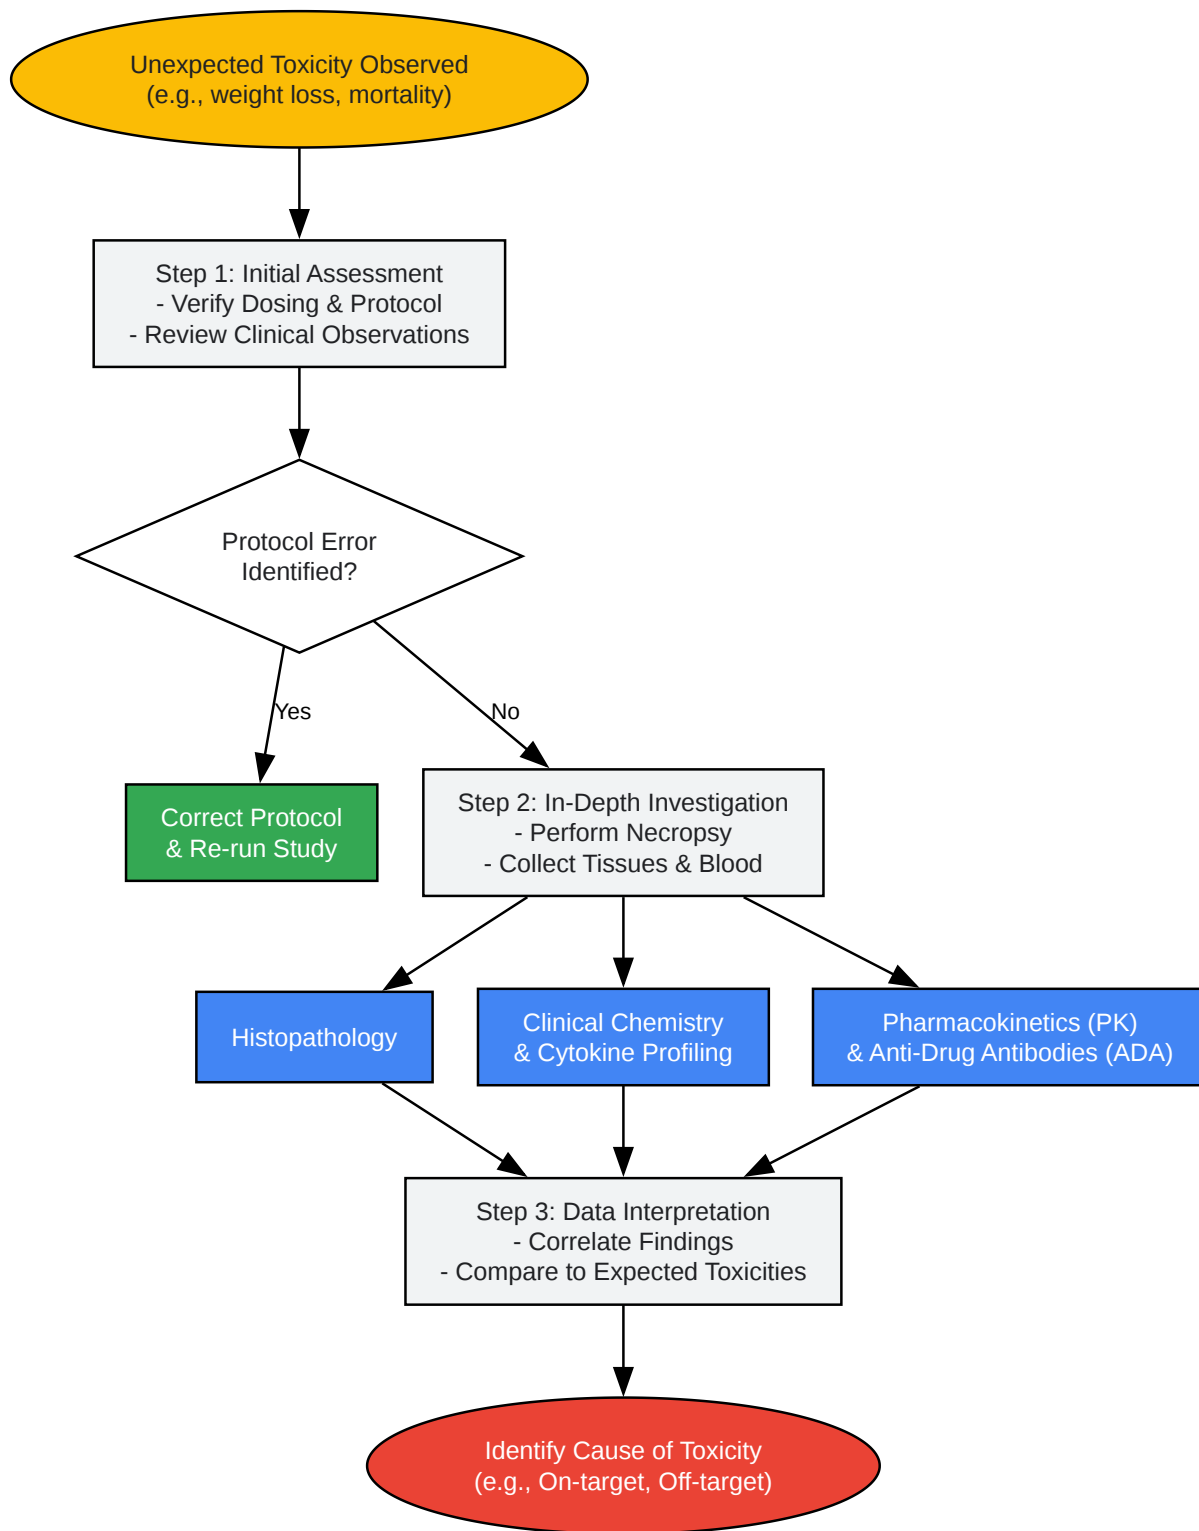 Unexpected Toxicity Observed
(e.g., weight loss, mortality)
Step 1: Initial Assessment
- Verify Dosing & Protocol
- Review Clinical Observations
Protocol Error
Identified?
Yes
No
Correct Protocol
& Re-run Study
Step 2: In-Depth Investigation
- Perform Necropsy
- Collect Tissues & Blood
Histopathology
Clinical Chemistry
& Cytokine Profiling
Pharmacokinetics (PK)
& Anti-Drug Antibodies (ADA)
Step 3: Data Interpretation
- Correlate Findings
- Compare to Expected Toxicities
Identify Cause of Toxicity
(e.g., On-target, Off-target)